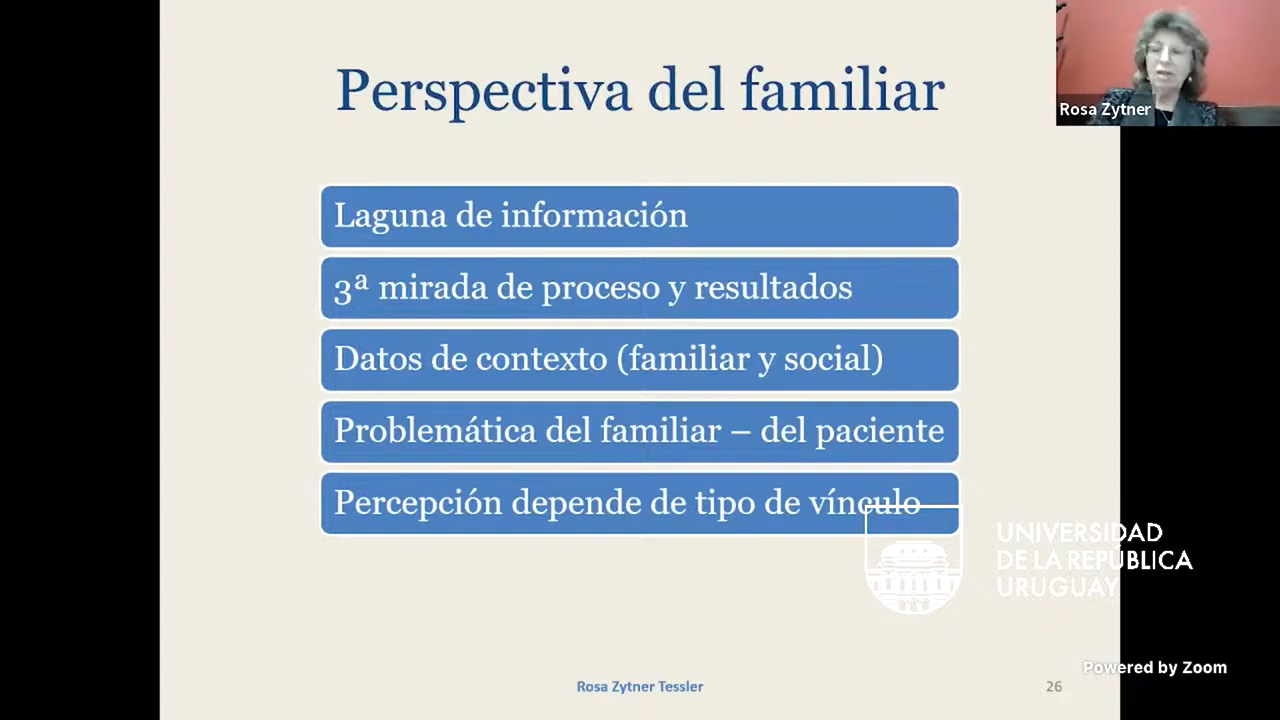 Perspectiva del familiar
Rosa Zytner
Laguna de información
3ª mirada de proceso y resultados
Datos de contexto (familiar y social)
Problemática del familiar – del paciente
Percepción depende de tipo de vínculo
UNIVERSIDAD
DE LA REPÚBLICA
URUGUAY
Powered by Zoom
Rosa Zytner Tessler
26